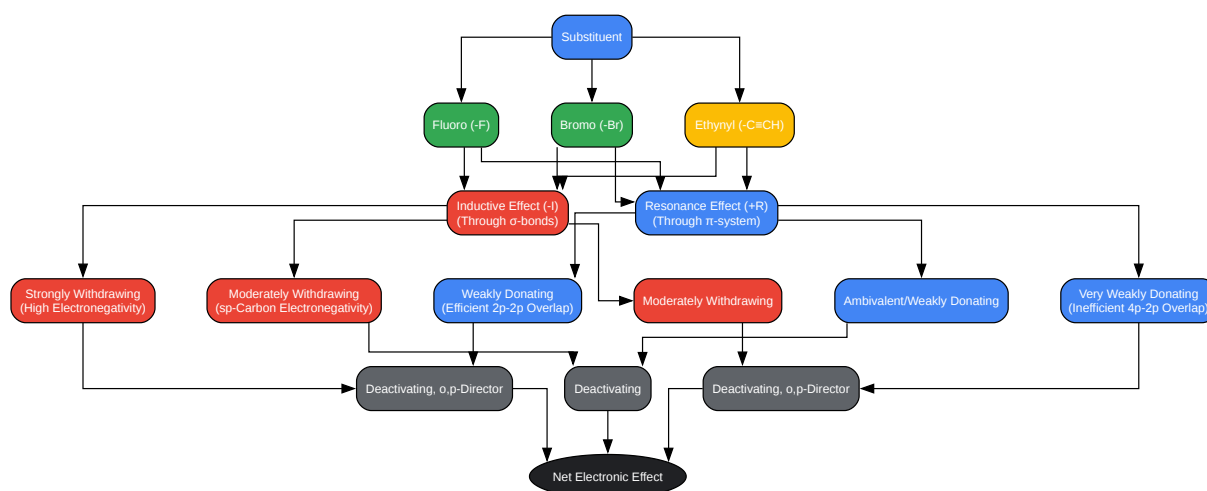 Substituent
Fluoro (-F)
Bromo (-Br)
Ethynyl (-C≡CH)
Inductive Effect (-I)
(Through σ-bonds)
Resonance Effect (+R)
(Through π-system)
Strongly Withdrawing
(High Electronegativity)
Moderately Withdrawing
(sp-Carbon Electronegativity)
Weakly Donating
(Efficient 2p-2p Overlap)
Moderately Withdrawing
Ambivalent/Weakly Donating
Very Weakly Donating
(Inefficient 4p-2p Overlap)
Deactivating, o,p-Director
Deactivating
Deactivating, o,p-Director
Net Electronic Effect